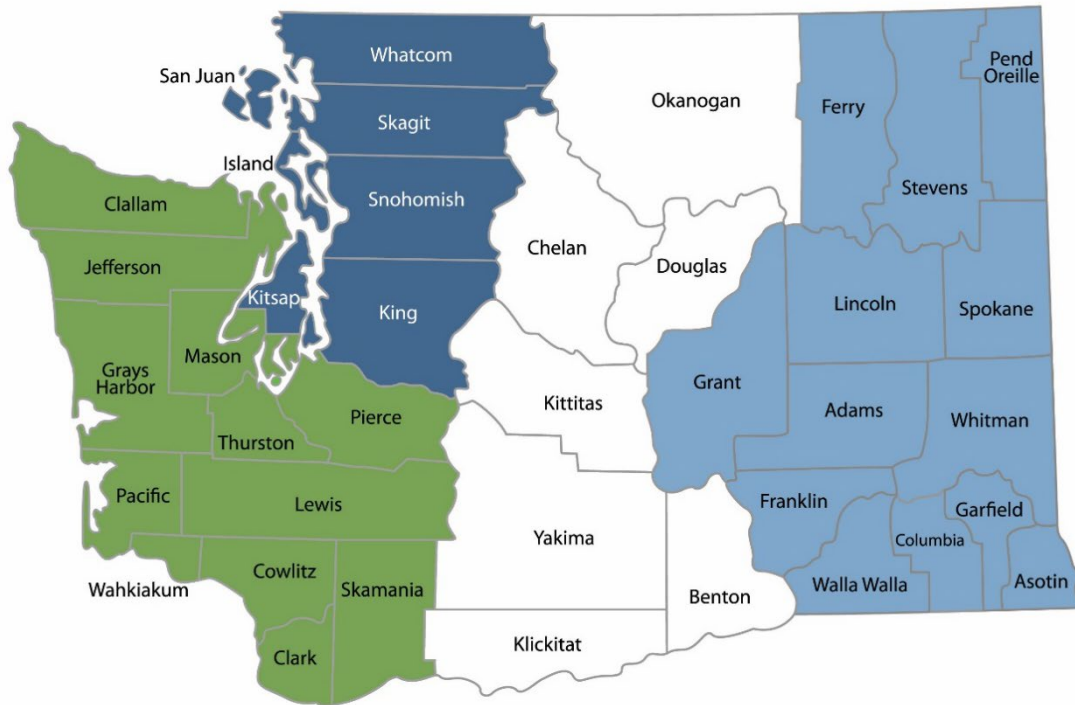 Whatcom
San Juan
Skagit
Island
Snohomish
King
Kitsap
Clallam
Jefferson
Grays
Harbor
Mason
Thurston
Pierce
Pacific
Lewis
Wahkiakum
Cowlitz
Skamania
Clark
Okanogan
Chelan
Douglas
Kittitas
Yakima
Klickitat
Benton
Ferry
Stevens
Pend
Oreille
Lincoln
Spokane
Grant
Adams
Whitman
Franklin
Walla Walla
Columbia
Garfield
Asotin